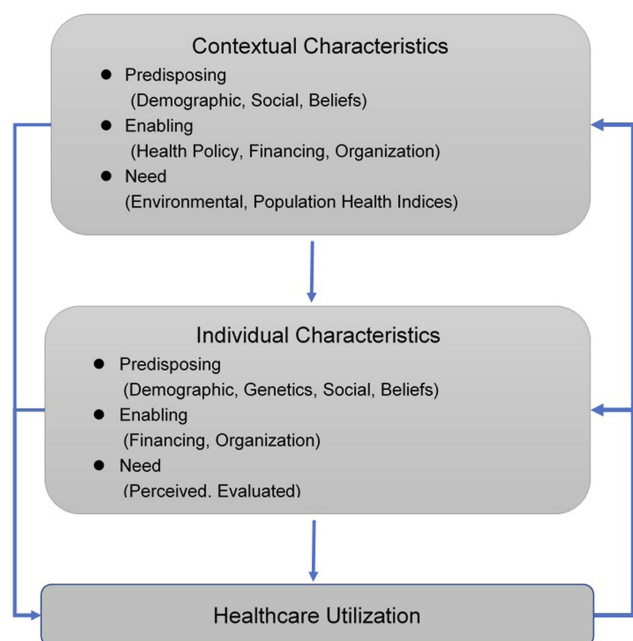 Contextual Characteristics
● Predisposing
(Demographic, Social, Beliefs)
● Enabling
(Health Policy, Financing, Organization)
● Need
(Environmental, Population Health Indices)
Individual Characteristics
● Predisposing
(Demographic, Genetics, Social, Beliefs)
● Enabling
(Financing, Organization)
● Need
(Perceived, Evaluated)
Healthcare Utilization